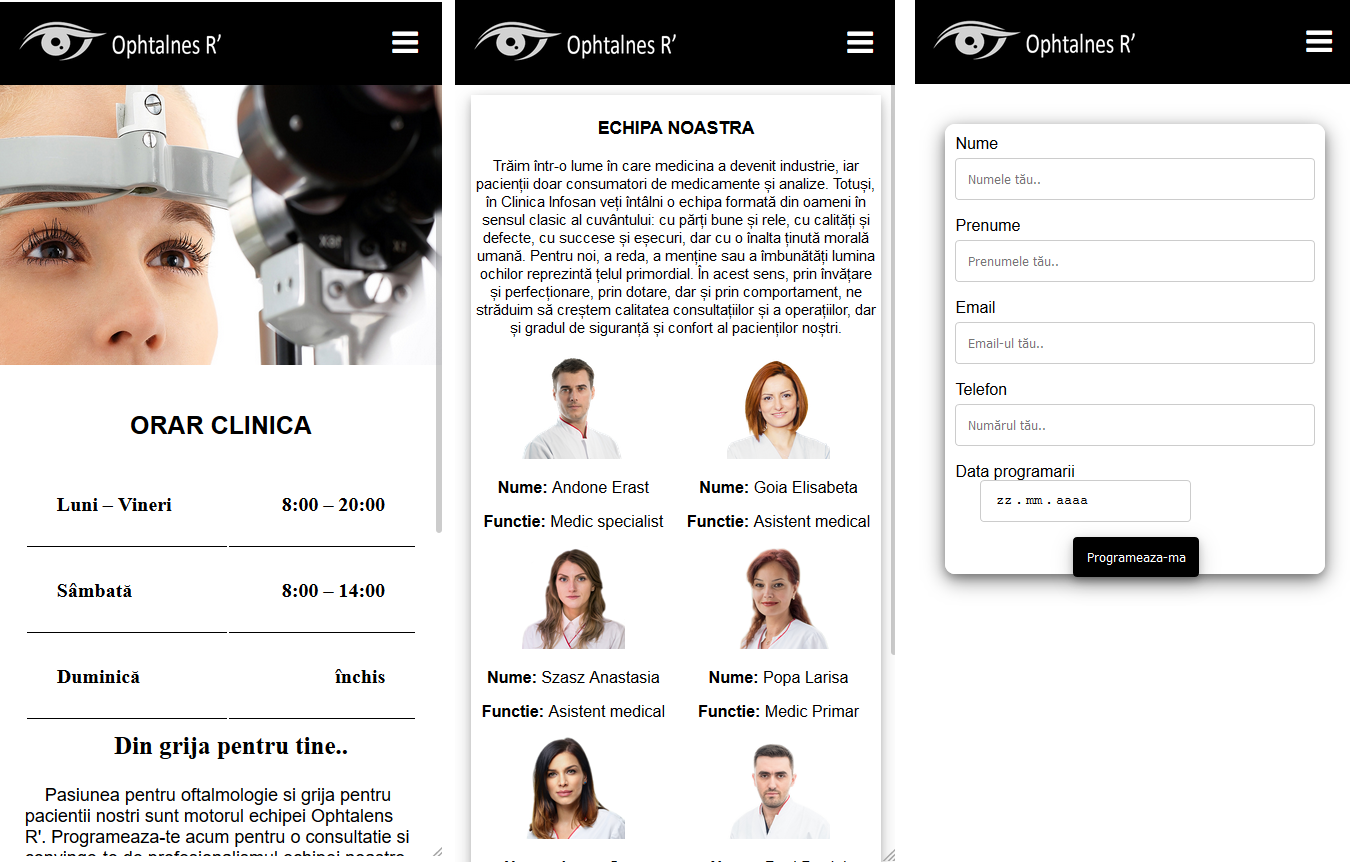 Ophtalnes R'
ORAR CLINICA
Luni – Vineri 8:00 – 20:00
Sâmbată 8:00 – 14:00
Duminică închis
Din grija pentru tine..
Pasiunea pentru oftalmologie si grija pentru
pacientii nostri sunt motorul echipei Ophtalens
R'. Programeaza-te acum pentru o consultatie si
convinge-te de profesionalismul echipei noastre
Ophtalnes R'
ECHIPA NOASTRA
Trăim într-o lume în care medicina a devenit industrie, iar
pacienții doar consumatori de medicamente și analize. Totuși,
în Clinica Infosan veți întâlni o echipa formată din oameni în
sensul clasic al cuvântului: cu părți bune și rele, cu calități și
defecte, cu succese și eșecuri, dar cu o înalta ținută morală
umană. Pentru noi, a reda, a menține sau a îmbunătăți lumina
ochilor reprezintă țelul primordial. În acest sens, prin învățare
și perfecționare, prin dotare, dar și prin comportament, ne
străduim să creștem calitatea consultațiilor și a operațiilor, dar
și gradul de siguranță și confort al pacienților noștri.
Nume: Andone Erast
Functie: Medic specialist
Nume: Goia Elisabeta
Functie: Asistent medical
Nume: Szasz Anastasia
Functie: Asistent medical
Nume: Popa Larisa
Functie: Medic Primar
Ophtalnes R'
Nume
Numele tău..
Prenume
Prenumele tău..
Email
Email-ul tău..
Telefon
Numărul tău..
Data programarii
zz . mm . aaaa
Programeaza-ma